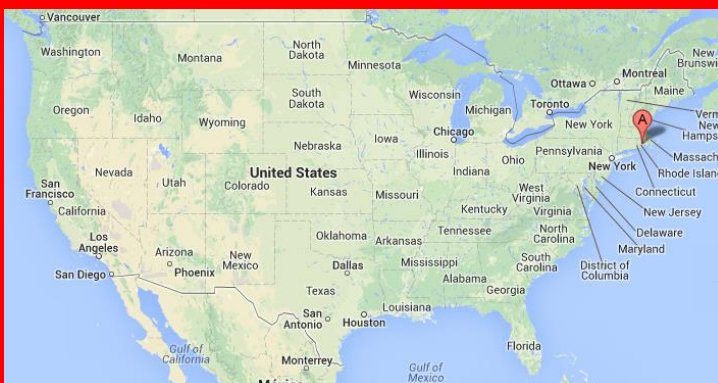 Vancouver
Washington
Montana
North
Dakota
Minnesota
Ottawa
Montréal
New
Brunswi
Maine
Oregon
Idaho
Wyoming
South
Dakota
Wisconsin
Michigan
Toronto
Verm
New
Hamps
A
New York
Massach
Rhode Island
Connecticut
New Jersey
Delaware
Maryland
District of
Columbia
Nebraska
Iowa
Chicago
Illinois
Indiana
Ohio
Pennsylvania
New York
Nevada
Utah
Colorado
United States
Kansas
Missouri
West
Virginia
Virginia
Kentucky
San
Francisco
California
Los
Angeles
San Diego
Arizona
Phoenix
New
Mexico
Oklahoma
Arkansas
Tennessee
North
Carolina
South
Carolina
Dallas
Mississippi
Alabama
Georgia
Texas
Louisiana
San
Antonio
Houston
Florida
Gulf of
California
Monterrey
Gulf of
Mexico